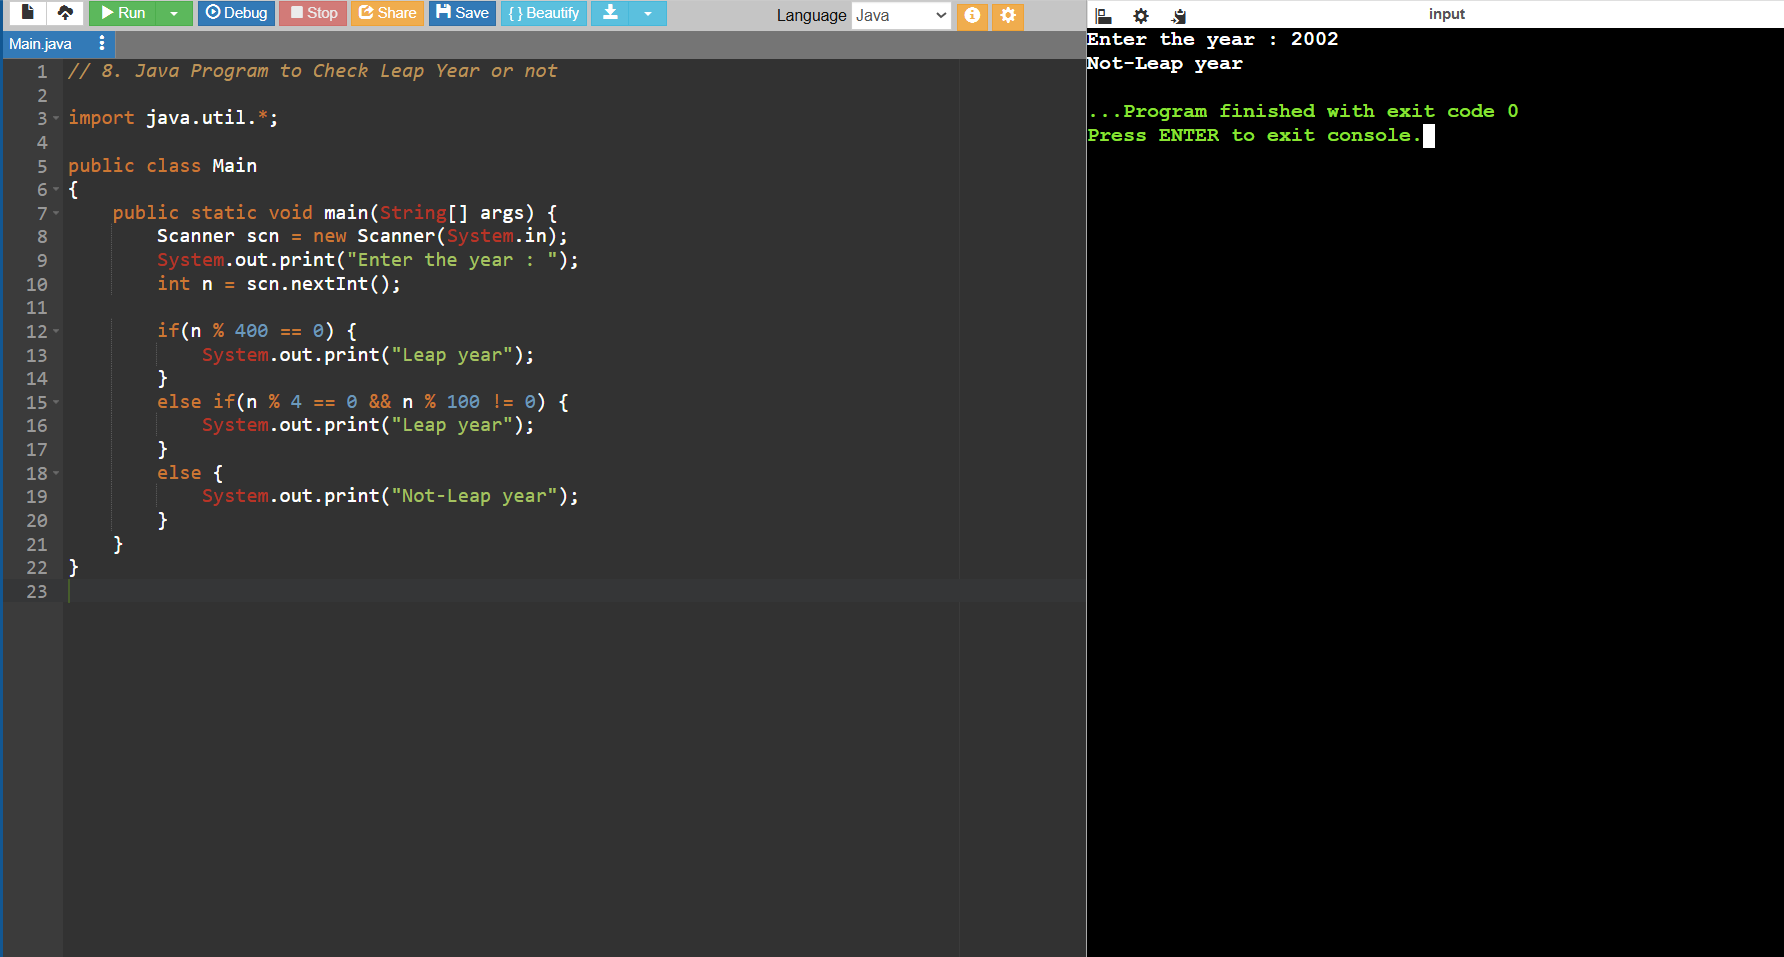 Run Debug Stop Share Save { } Beautify Language Java
Main.java
1 // 8. Java Program to Check Leap Year or not
2
3 import java.util.*;
4
5 public class Main
6 {
7 public static void main(String[] args) {
8 Scanner scn = new Scanner(System.in);
9 System.out.print("Enter the year : ");
10 int n = scn.nextInt();
11
12 if(n % 400 == 0) {
13 System.out.print("Leap year");
14 }
15 else if(n % 4 == 0 && n % 100 != 0) {
16 System.out.print("Leap year");
17 }
18 else {
19 System.out.print("Not-Leap year");
20 }
21 }
22 }
23
input
Enter the year : 2002
Not-Leap year
...Program finished with exit code 0
Press ENTER to exit console.